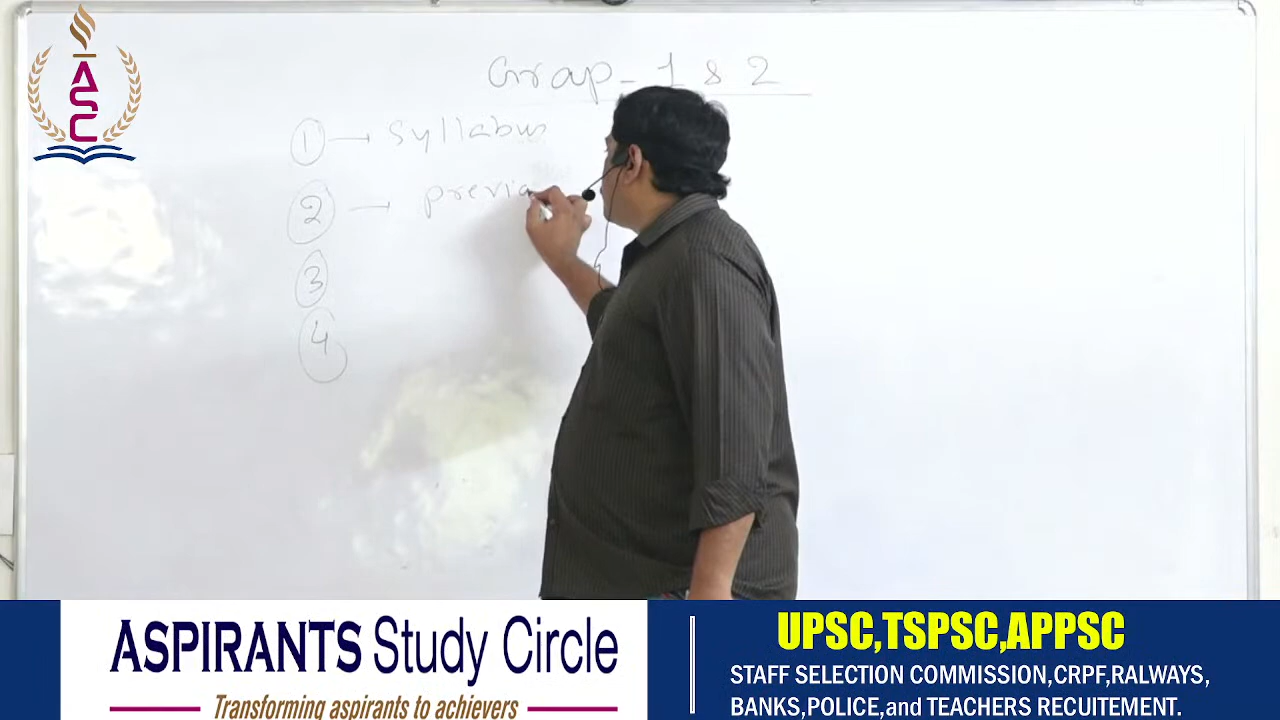 ASC
Grap - 1 & 2
1 → Syllabus
2 → previo
3
4
ASPIRANTS Study Circle
Transforming aspirants to achievers
UPSC,TSPSC,APPSC
STAFF SELECTION COMMISSION,CRPF,RALWAYS,
BANKS,POLICE,and TEACHERS RECUITEMENT.